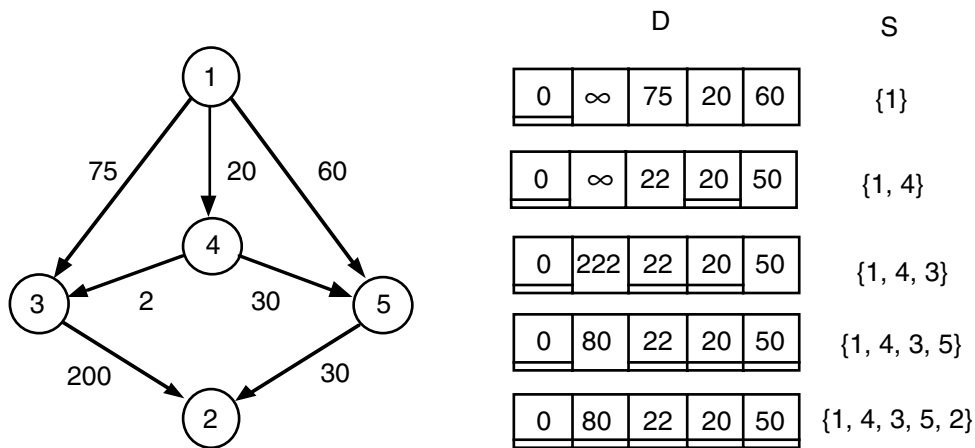 D S
1
0 ∞ 75 20 60 {1}
75 20 60
0 ∞ 22 20 50 {1, 4}
4
0 222 22 20 50 {1, 4, 3}
3 2 30 5
0 80 22 20 50 {1, 4, 3, 5}
200 30
2
0 80 22 20 50 {1, 4, 3, 5, 2}